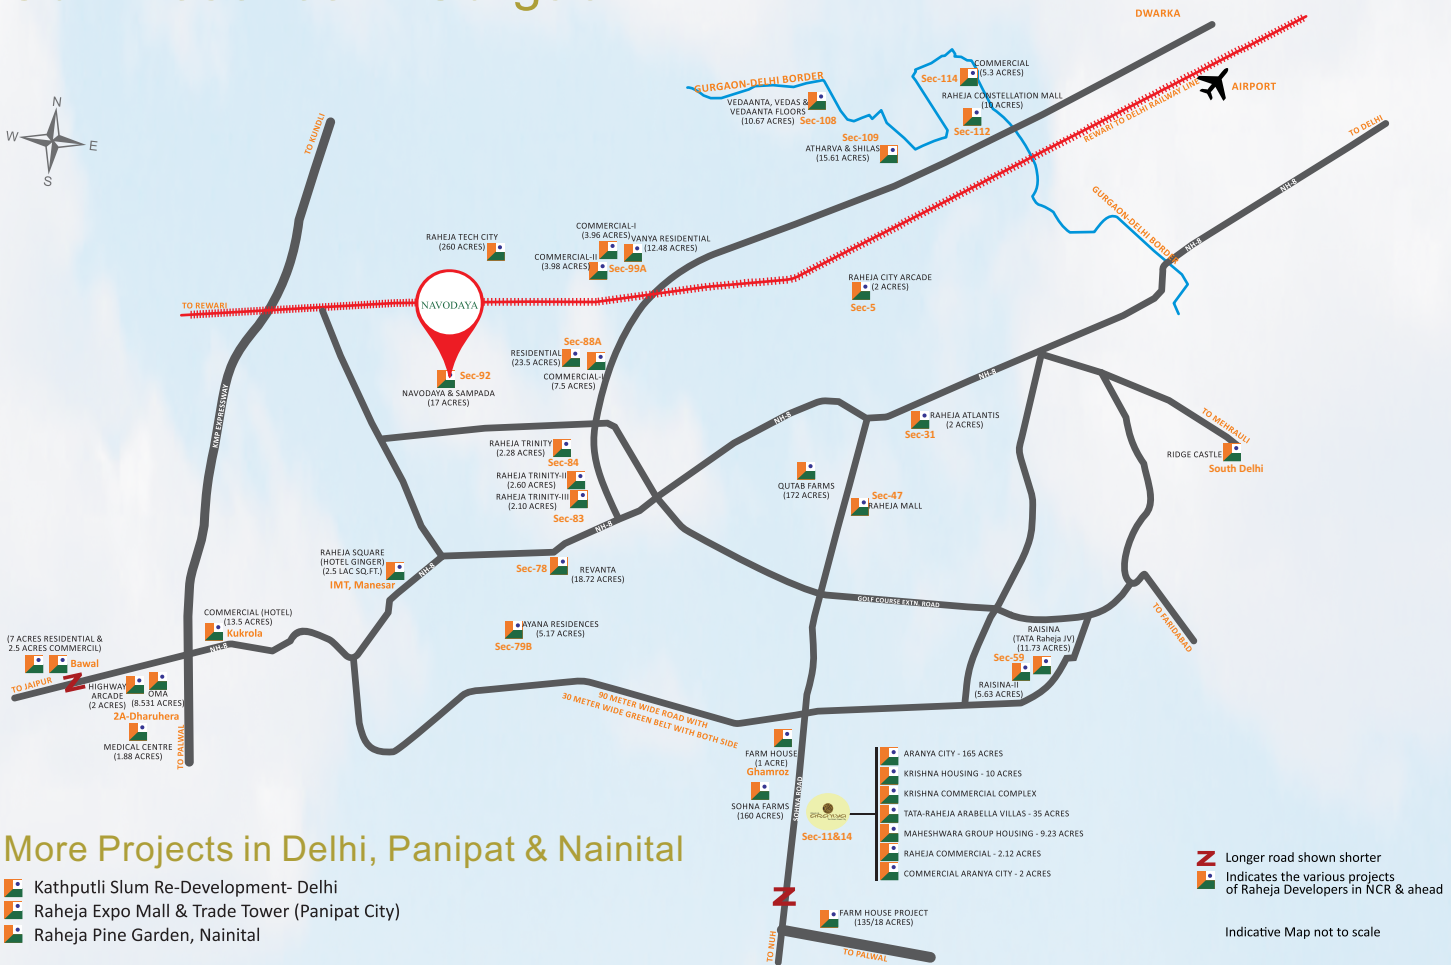 DWARKA
COMMERCIAL
(5.3 ACRES)
Sec-114
GURGAON-DELHI BORDER
RAHEJA CONSTELLATION MALL
(10 ACRES)
Sec-112
AIRPORT
REWARI TO DELHI RAILWAY LINE
VEDAANTA, VEDAS &
VEDAANTA FLOORS
(10.67 ACRES)
Sec-108
Sec-109
ATHARVA & SHILAS
(15.61 ACRES)
TO DELHI
NH-8
N
W
E
S
TO KUNDLI
GURGAON-DELHI BORDER
NH-8
RAHEJA TECH CITY
(260 ACRES)
COMMERCIAL-I
(3.96 ACRES)
VANYA RESIDENTIAL
(12.48 ACRES)
COMMERCIAL-II
(3.98 ACRES)
Sec-99A
RAHEJA CITY ARCADE
(2 ACRES)
Sec-5
TO REWARI
NAVODAYA
Sec-88A
RESIDENTIAL
(23.5 ACRES)
COMMERCIAL-I
(7.5 ACRES)
Sec-92
NAVODAYA & SAMPADA
(17 ACRES)
NH-8
KMP EXPRESSWAY
NH-8
RAHEJA ATLANTIS
(2 ACRES)
Sec-31
TO MEHRAULI
RIDGE CASTLE
South Delhi
RAHEJA TRINITY
(2.28 ACRES)
Sec-84
RAHEJA TRINITY-II
(2.60 ACRES)
RAHEJA TRINITY-III
(2.10 ACRES)
Sec-83
QUTAB FARMS
(172 ACRES)
Sec-47
RAHEJA MALL
NH-8
RAHEJA SQUARE
(HOTEL GINGER)
(2.5 LAC SQ.FT.)
IMT, Manesar
NH-8
Sec-78
REVANTA
(18.72 ACRES)
GOLF COURSE EXTN. ROAD
TO FARIDABAD
COMMERCIAL (HOTEL)
(13.5 ACRES)
Kukrola
NH-8
AYANA RESIDENCES
(5.17 ACRES)
Sec-79B
RAISINA
(TATA Raheja JV)
(11.73 ACRES)
Sec-59
RAISINA-II
(5.63 ACRES)
(7 ACRES RESIDENTIAL &
2.5 ACRES COMMERCIL)
Bawal
TO JAIPUR
HIGHWAY
ARCADE
(2 ACRES)
OMA
(8.531 ACRES)
2A-Dharuhera
MEDICAL CENTRE
(1.88 ACRES)
TO PALWAL
90 METER WIDE ROAD WITH
30 METER WIDE GREEN BELT WITH BOTH SIDE
FARM HOUSE
(1 ACRE)
Ghamroz
SOHNA FARMS
(160 ACRES)
SOHNA ROAD
Sec-11&14
ARANYA CITY - 165 ACRES
KRISHNA HOUSING - 10 ACRES
KRISHNA COMMERCIAL COMPLEX
TATA-RAHEJA ARABELLA VILLAS - 35 ACRES
MAHESHWARA GROUP HOUSING - 9.23 ACRES
RAHEJA COMMERCIAL - 2.12 ACRES
COMMERCIAL ARANYA CITY - 2 ACRES
FARM HOUSE PROJECT
(135/18 ACRES)
TO NUH
TO PALWAL
More Projects in Delhi, Panipat & Nainital
Kathputli Slum Re-Development- Delhi
Raheja Expo Mall & Trade Tower (Panipat City)
Raheja Pine Garden, Nainital
Longer road shown shorter
Indicates the various projects
of Raheja Developers in NCR & ahead
Indicative Map not to scale